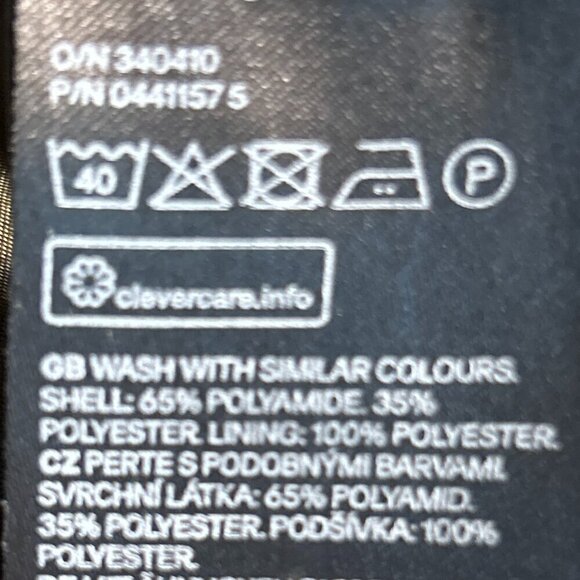 O/N 340410
P/N 04411575
40 P
clevercare.info
GB WASH WITH SIMILAR COLOURS.
SHELL: 65% POLYAMIDE. 35%
POLYESTER. LINING: 100% POLYESTER.
CZ PERTE S PODOBNÝMI BARVAMI.
SVRCHNÍ LÁTKA: 65% POLYAMID.
35% POLYESTER. PODŠÍVKA: 100%
POLYESTER.